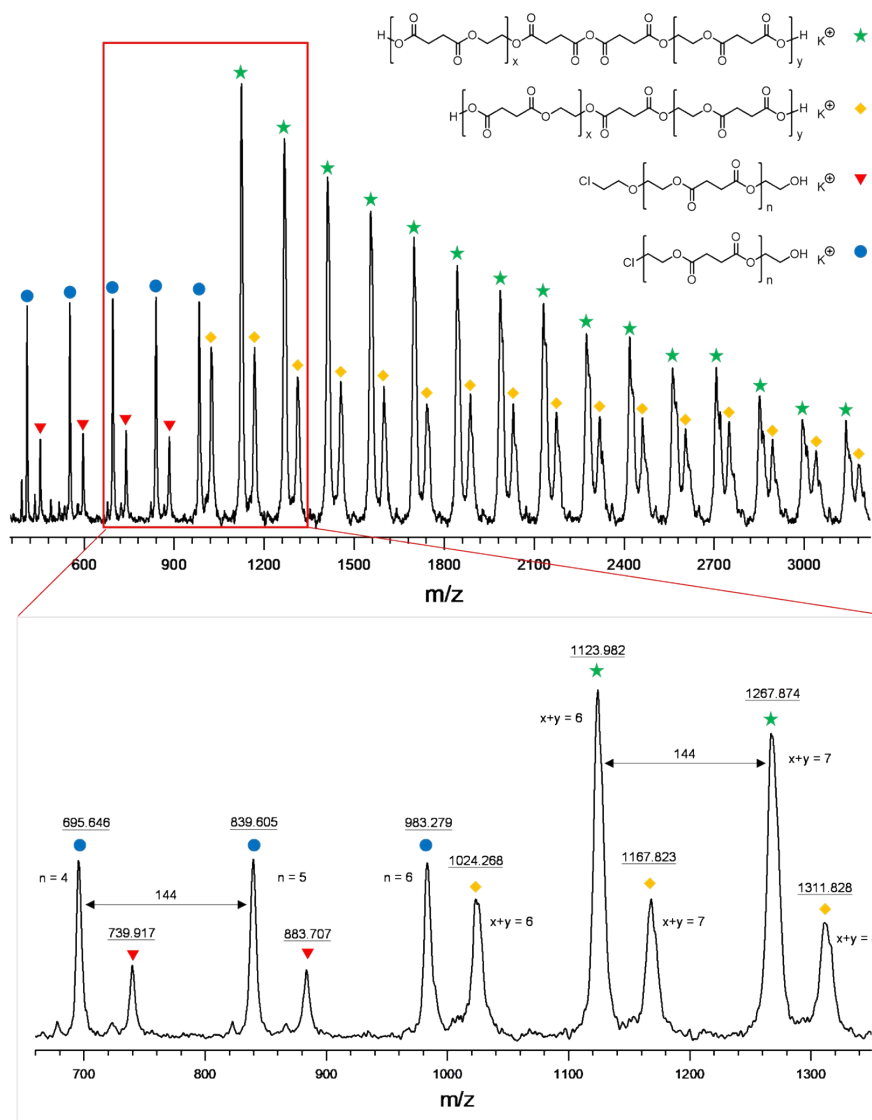 O O O
H O O O O O O O H K⊕
O O x O O y
O O O
H O O O O O O H K⊕
O x O O y
O
Cl O O O OH K⊕
O n
O
Cl O O OH K⊕
O n
600 900 1200 1500 1800 2100 2400 2700 3000
m/z
1123.982
1267.874
x+y = 6
144
x+y = 7
695.646 839.605 983.279
1024.268
1167.823
1311.828
n = 4 n = 5 n = 6
144
739.917 883.707
x+y = 6 x+y = 7 x+y =
700 800 900 1000 1100 1200 1300
m/z